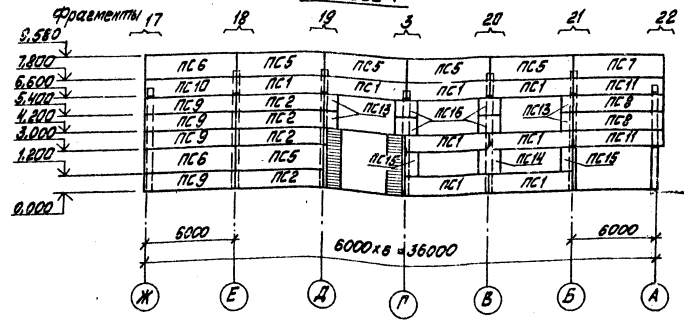 Фрагменты 17 18 19 3 20 21 22
9.580
7.800
6.600
5.400
4.200
3.000
1.200
0.000
ПС6 ПС5 ПС5 ПС5 ПС5 ПС7
ПС10 ПС1 ПС1 ПС1 ПС1 ПС11
ПС9 ПС2 ПС13 ПС16 ПС13 ПС8
ПС9 ПС2 ПС8
ПС9 ПС2 ПС1 ПС1 ПС11
ПС6 ПС5 ПС15 ПС14 ПС15
ПС9 ПС2 ПС1 ПС1
6000 6000×6=36000 6000
Ж Е Д Г В Б А